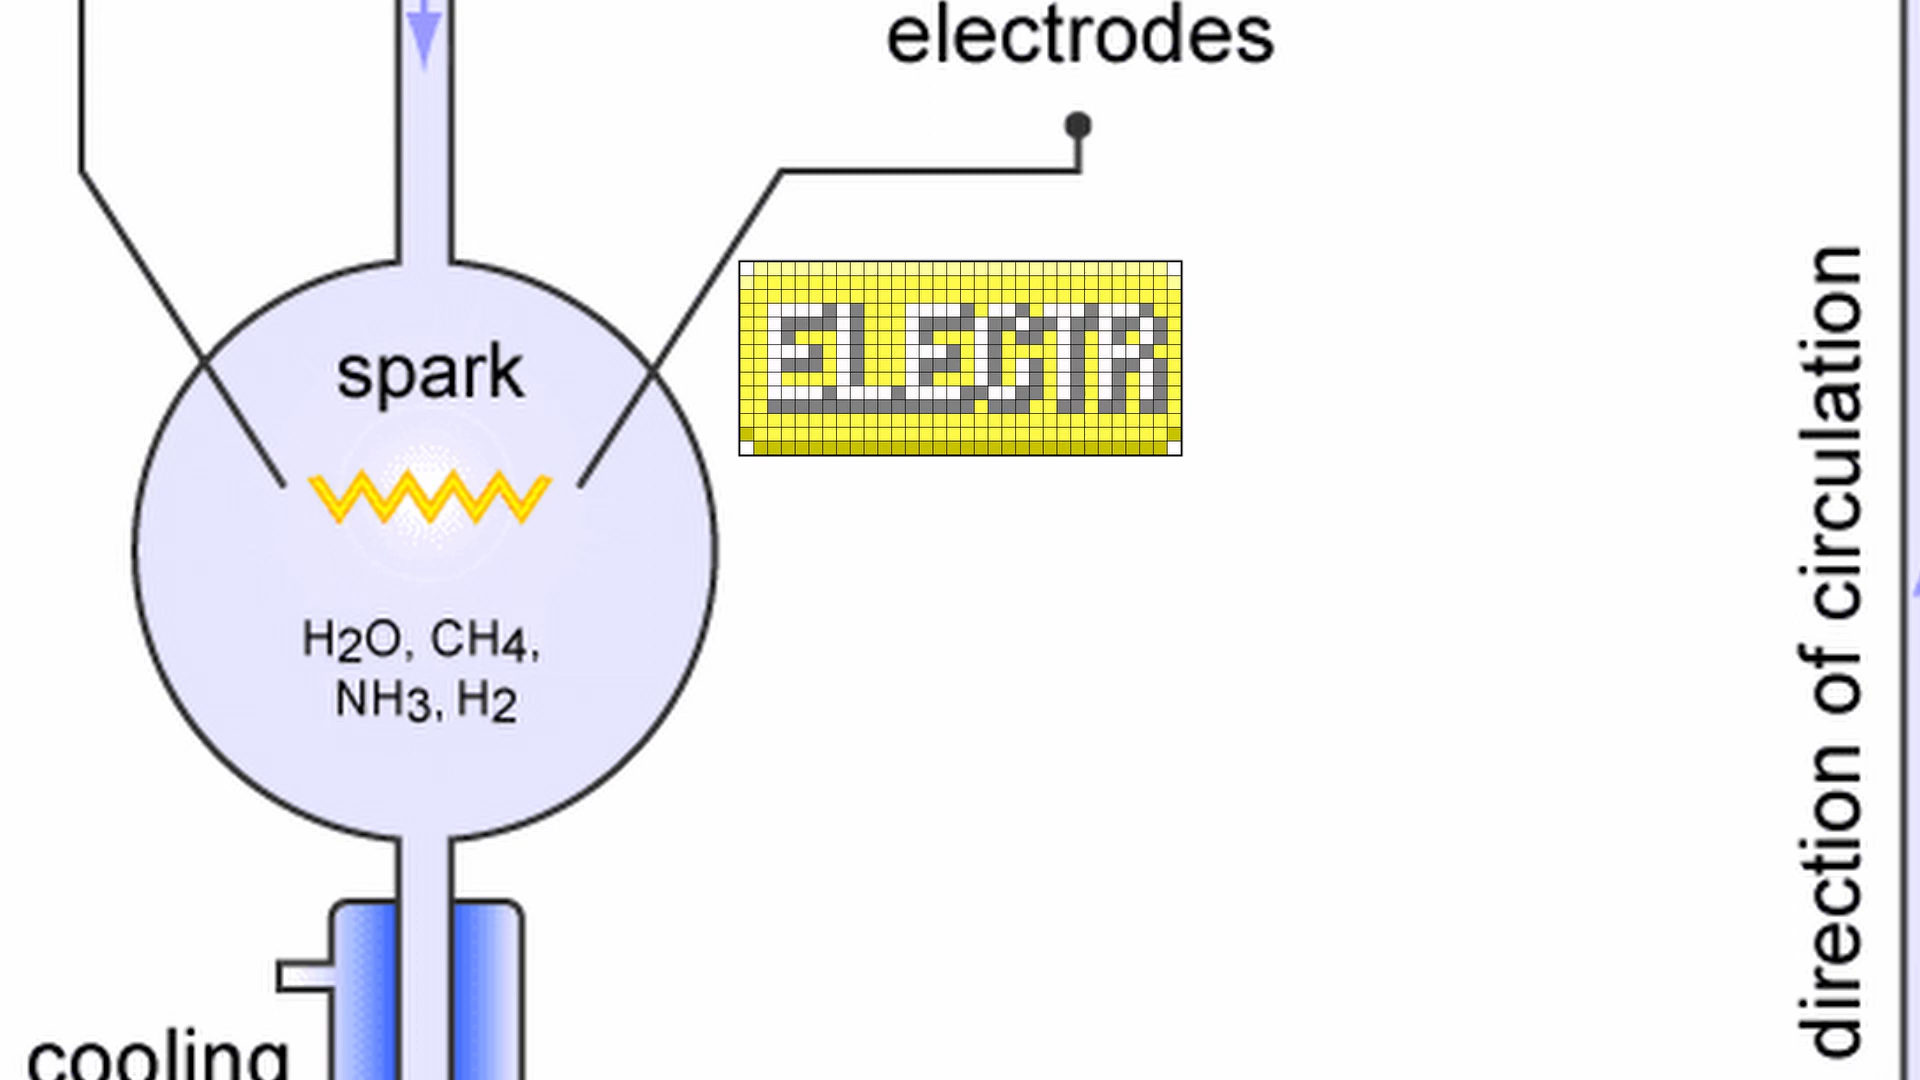 electrodes
spark
ELECTR
H2O, CH4,
NH3, H2
direction of circulation
cooling